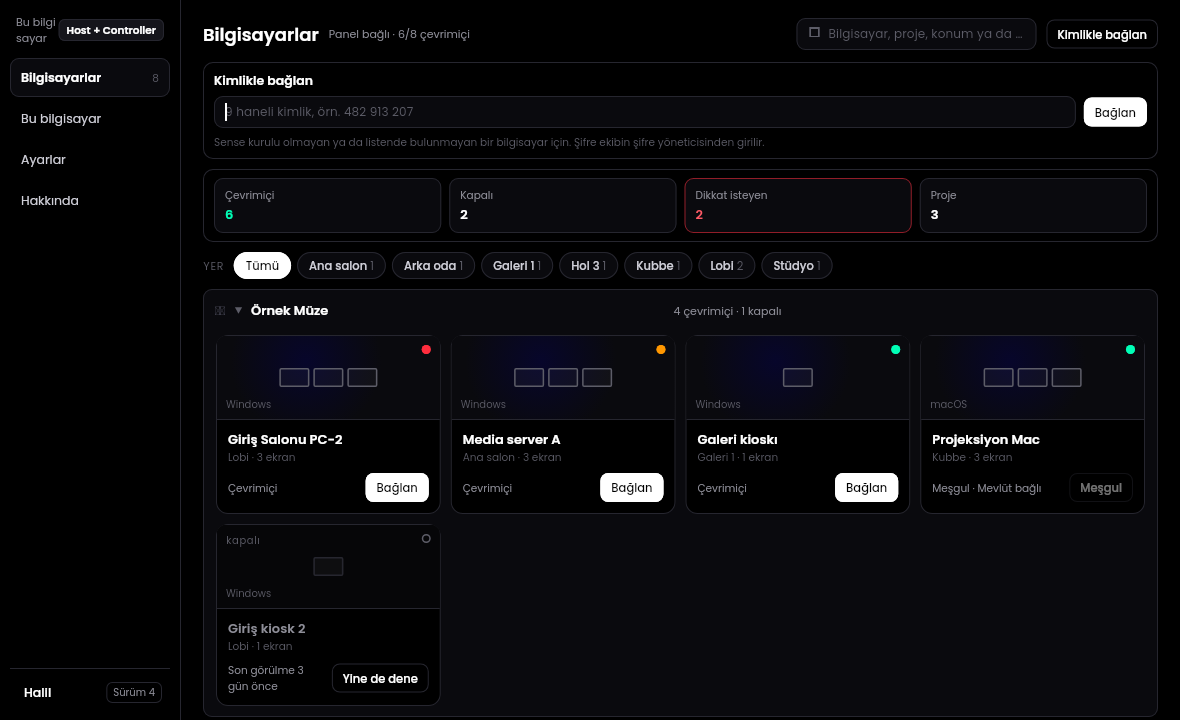 Bu bilgi
sayar
Host + Controller
Bilgisayarlar 8
Bu bilgisayar
Ayarlar
Hakkında
Halil
Sürüm 4
Bilgisayarlar
Panel bağlı · 6/8 çevrimiçi
Bilgisayar, proje, konum ya da ...
Kimlikle bağlan
Kimlikle bağlan
9 haneli kimlik, örn. 482 913 207
Bağlan
Sense kurulu olmayan ya da listende bulunmayan bir bilgisayar için. Şifre ekibin şifre yöneticisinden girilir.
Çevrimiçi
6
Kapalı
2
Dikkat isteyen
2
Proje
3
YER
Tümü
Ana salon 1
Arka oda 1
Galeri 1 1
Hol 3 1
Kubbe 1
Lobi 2
Stüdyo 1
Örnek Müze
4 çevrimiçi · 1 kapalı
Windows
Giriş Salonu PC-2
Lobi · 3 ekran
Çevrimiçi
Bağlan
Windows
Media server A
Ana salon · 3 ekran
Çevrimiçi
Bağlan
Windows
Galeri kioskı
Galeri 1 · 1 ekran
Çevrimiçi
Bağlan
macOS
Projeksiyon Mac
Kubbe · 3 ekran
Meşgul · Mevlüt bağlı
Meşgul
kapalı
Windows
Giriş kiosk 2
Lobi · 1 ekran
Son görülme 3
gün önce
Yine de dene